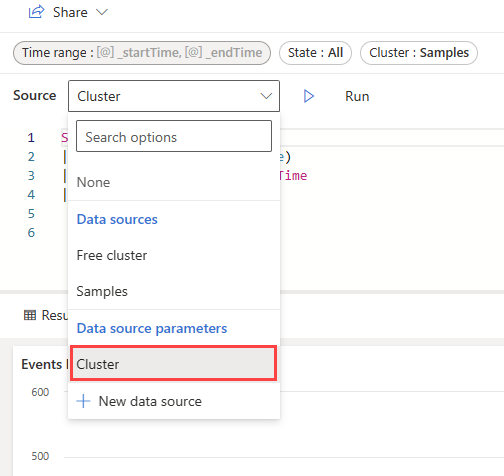 Share
Time range : [@] _startTime, [@] _endTime
State : All
Cluster : Samples
Source
Cluster
Run
Search options
1
2
)
3
Time
4
5
6
None
Data sources
Free cluster
Samples
Data source parameters
Cluster
New data source
Events
600
500